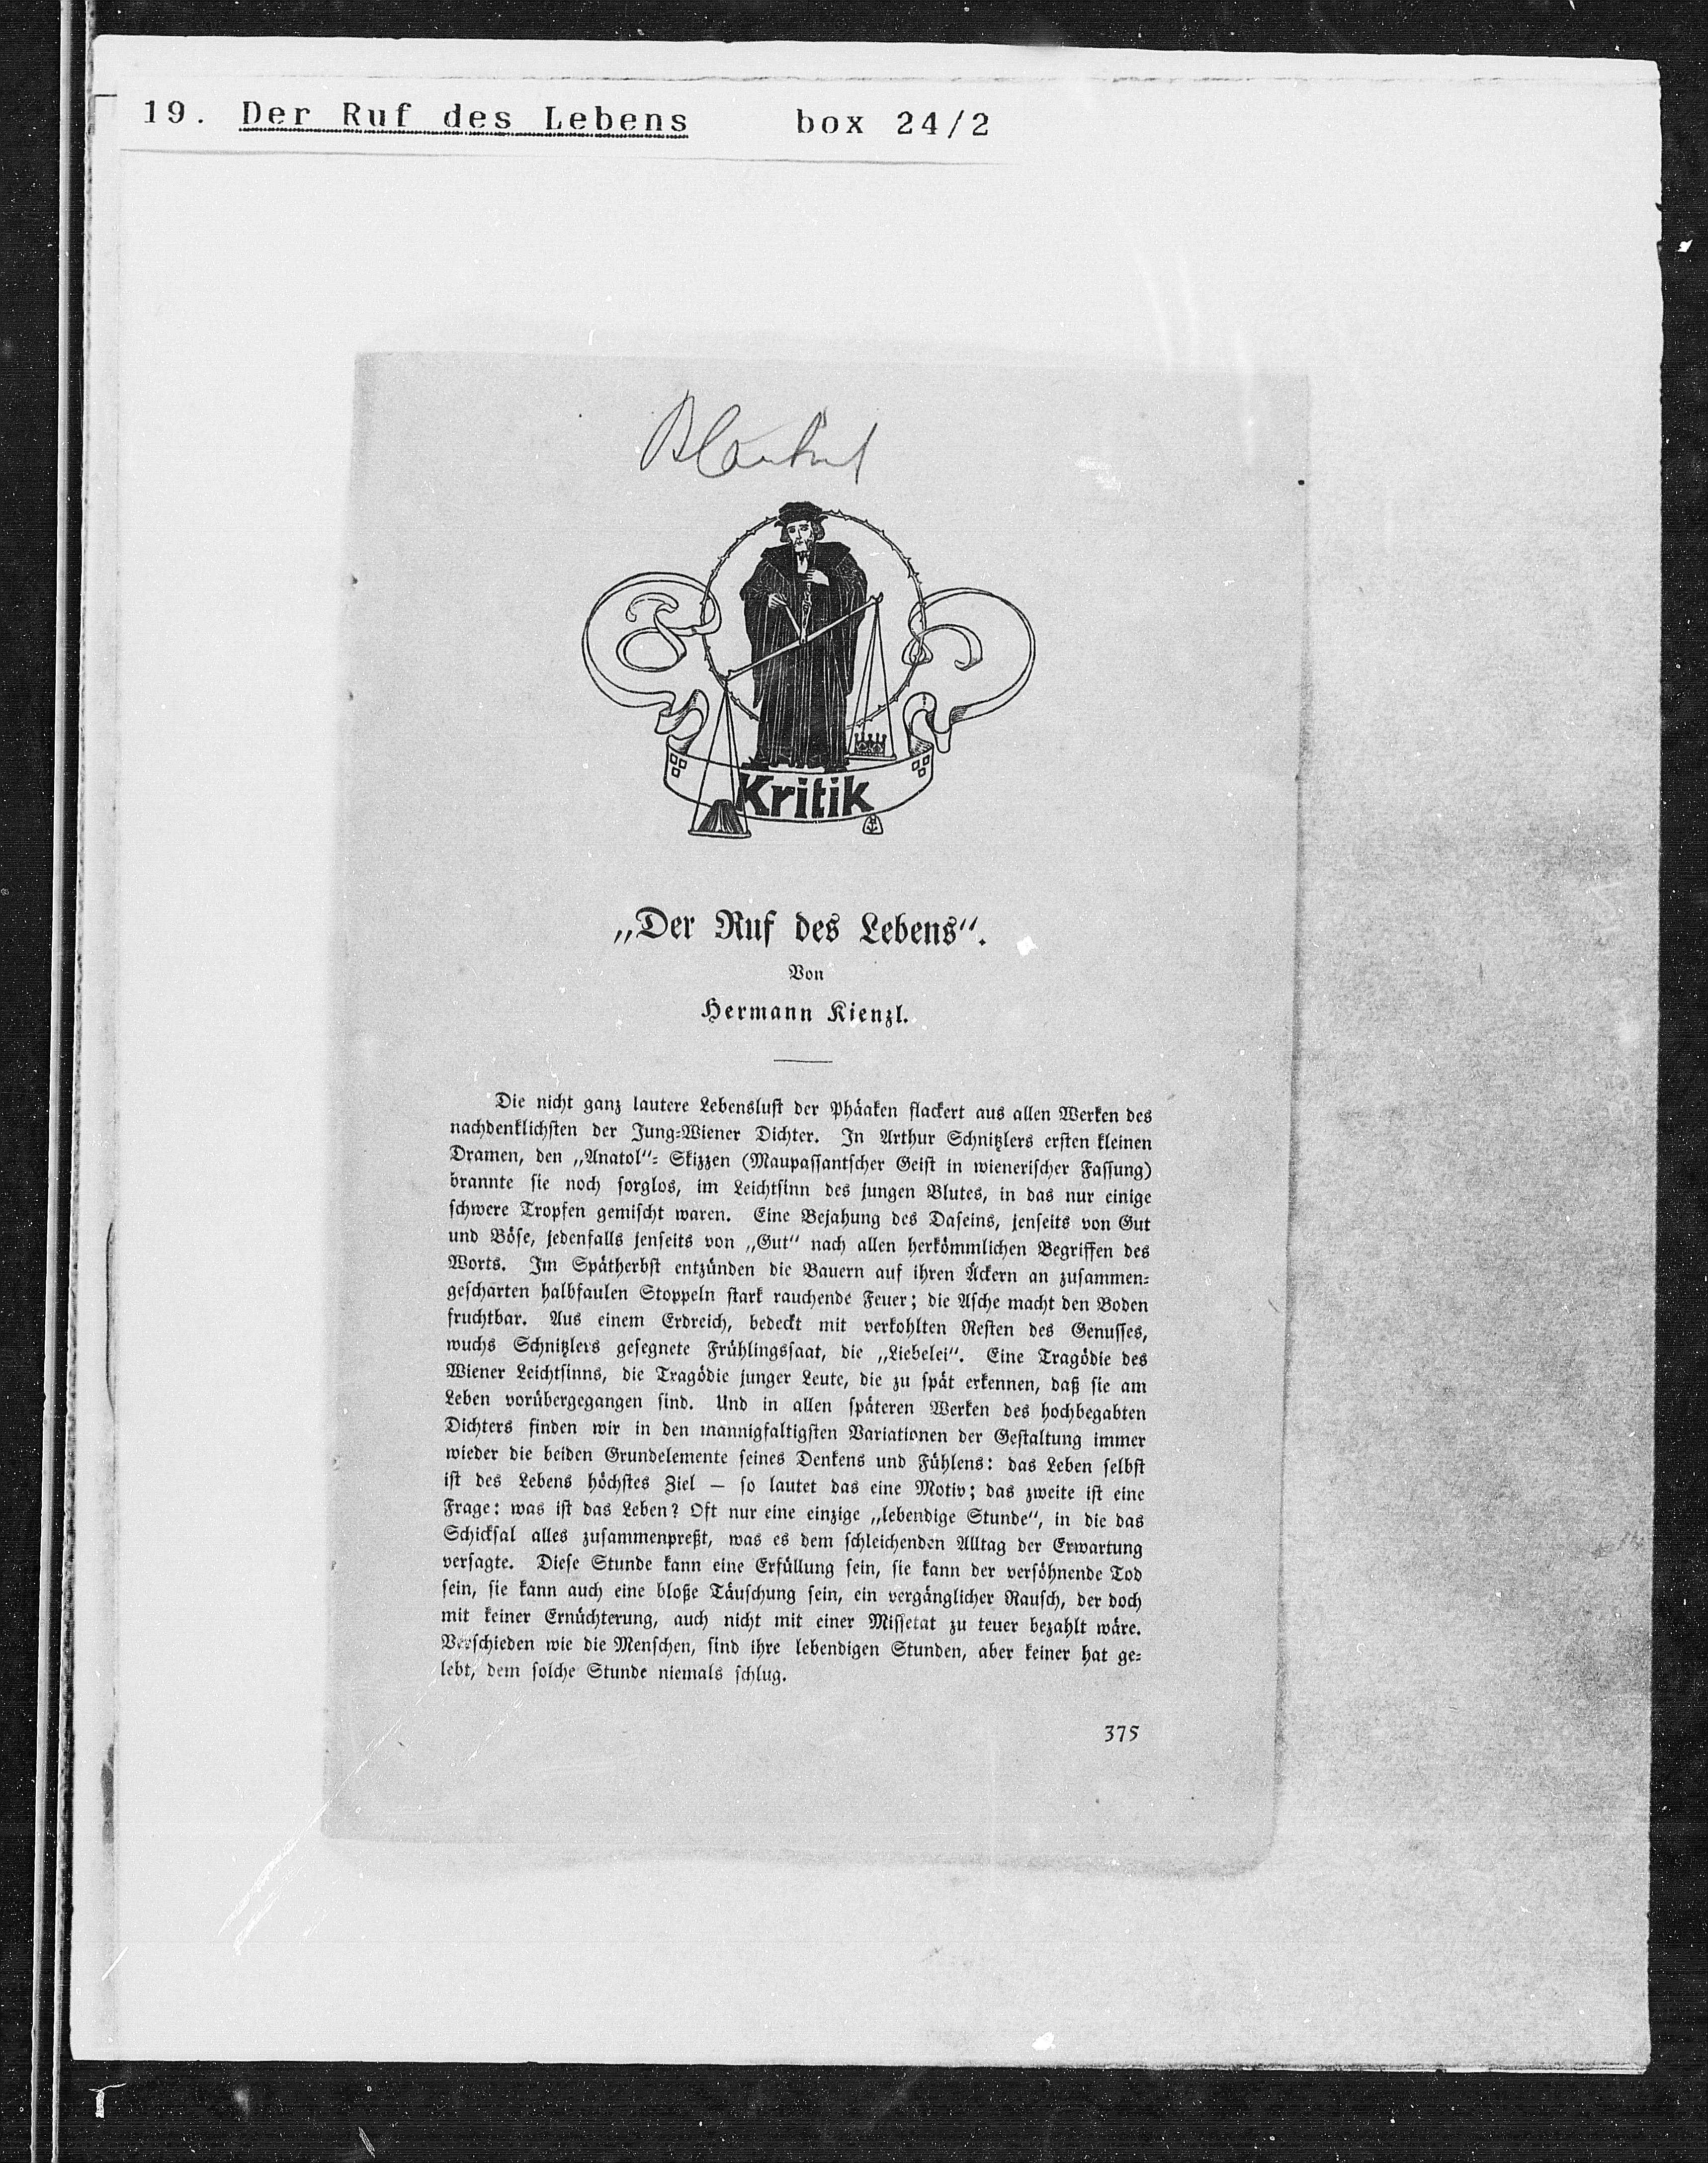 19. Der Ruf des Lebens box 24/2
Kritik
„Der Ruf des Lebens“.
Von
Hermann Kienzl.
Die nicht ganz lautere Lebenslust der Phäaken flackert aus allen Werken des
nachdenklichsten der Jung-Wiener Dichter. In Arthur Schnitzlers ersten kleinen
Dramen, den „Anatol“- Skizzen (Maupassantscher Geist in wienerischer Fassung)
brannte sie noch sorglos, im Leichtsinn des jungen Blutes, in das nur einige
schwere Tropfen gemischt waren. Eine Bejahung des Daseins, jenseits von Gut
und Böse, jedenfalls jenseits von „Gut“ nach allen herkömmlichen Begriffen des
Worts. Im Spätherbst entzünden die Bauern auf ihren Äckern an zusammen-
gescharten halbfaulen Stoppeln stark rauchende Feuer; die Asche macht den Boden
fruchtbar. Aus einem Erdreich, bedeckt mit verkohlten Resten des Genusses,
wuchs Schnitzlers gesegnete Frühlingssaat, die „Liebelei“. Eine Tragödie des
Wiener Leichtsinns, die Tragödie junger Leute, die zu spät erkennen, daß sie am
Leben vorübergegangen sind. Und in allen späteren Werken des hochbegabten
Dichters finden wir in den mannigfaltigsten Variationen der Gestaltung immer
wieder die beiden Grundelemente seines Denkens und Fühlens: das Leben selbst
ist des Lebens höchstes Ziel — so lautet das eine Motiv; das zweite ist eine
Frage: was ist das Leben? Oft nur eine einzige „lebendige Stunde“, in die das
Schicksal alles zusammenpreßt, was es dem schleichenden Alltag der Erwartung
versagte. Diese Stunde kann eine Erfüllung sein, sie kann der versöhnende Tod
sein, sie kann auch eine bloße Täuschung sein, ein vergänglicher Rausch, der doch
mit keiner Ernüchterung, auch nicht mit einer Missetat zu teuer bezahlt wäre.
Verschieden wie die Menschen, sind ihre lebendigen Stunden, aber keiner hat ge-
lebt, dem solche Stunde niemals schlug.
375